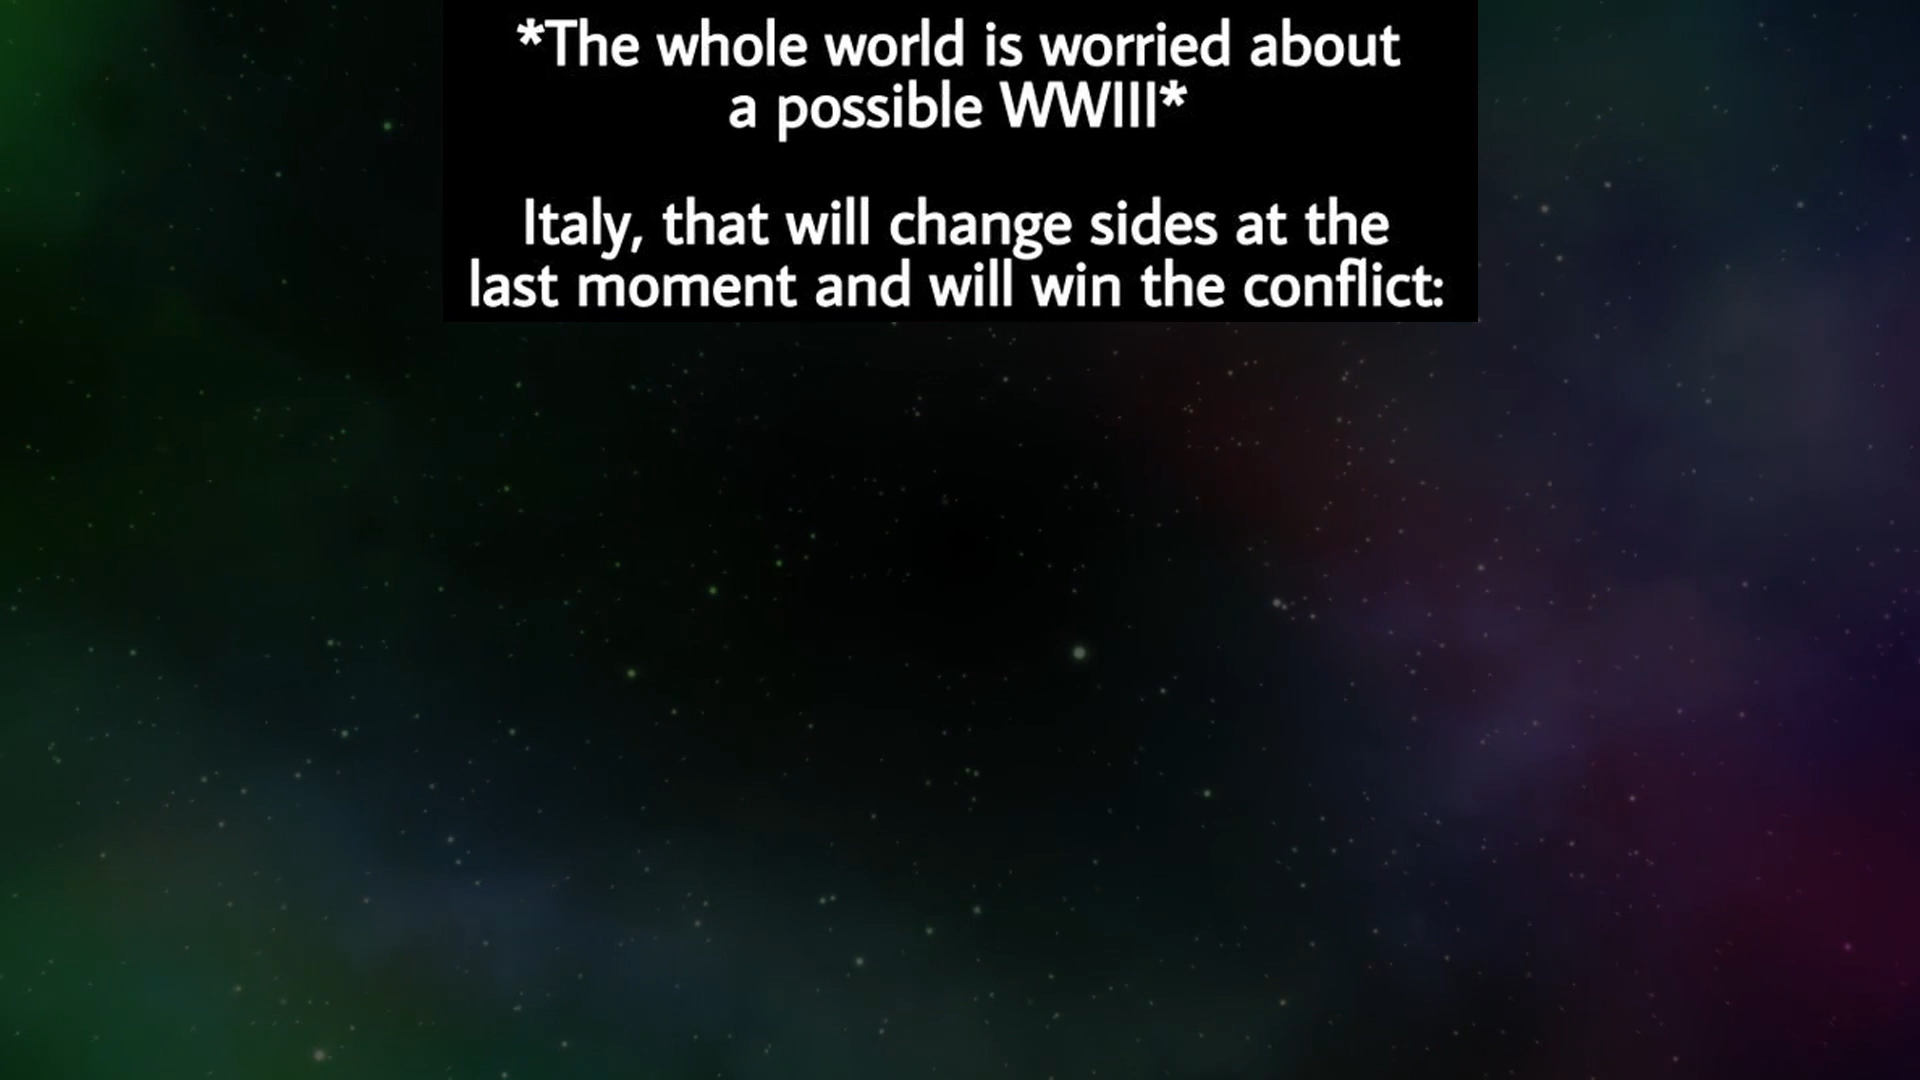 *The whole world is worried about
a possible WWIII*
Italy, that will change sides at the
last moment and will win the conflict: